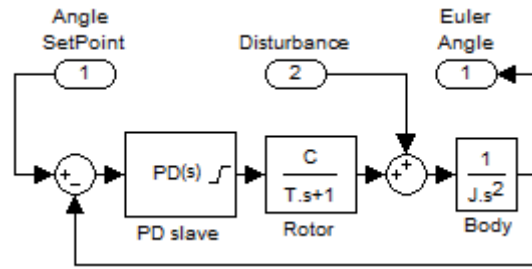 Angle
SetPoint
1
Disturbance
2
Euler
Angle
1
+
−
PD(s)
PD slave
C
T.s+1
Rotor
+
+
1
J.s²
Body